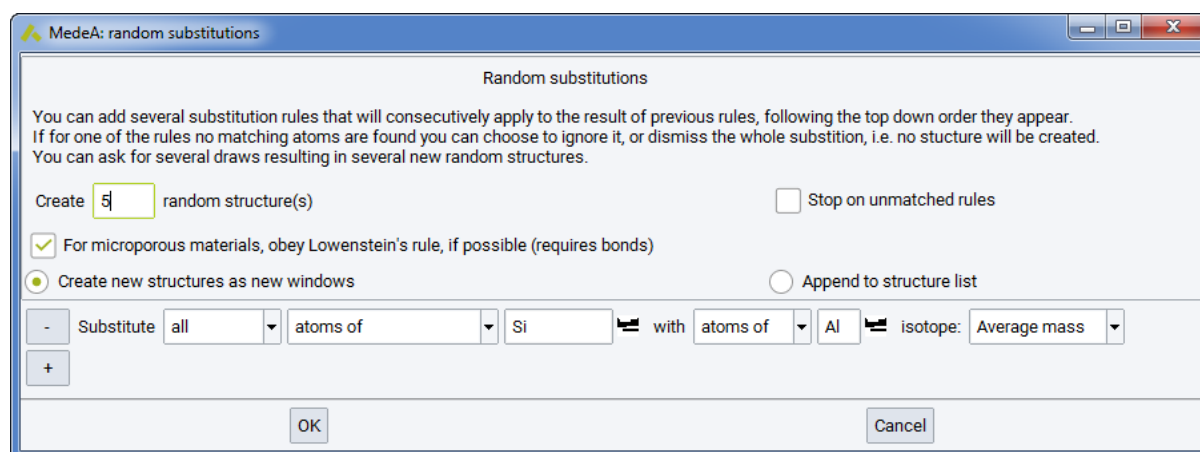 MedeA: random substitutions
Random substitutions
You can add several substitution rules that will consecutively apply to the result of previous rules, following the top down order they appear.
If for one of the rules no matching atoms are found you can choose to ignore it, or dismiss the whole substition, i.e. no stucture will be created.
You can ask for several draws resulting in several new random structures.
Create 5 random structure(s) Stop on unmatched rules
For microporous materials, obey Lowenstein's rule, if possible (requires bonds)
Create new structures as new windows Append to structure list
- Substitute all atoms of Si with atoms of Al isotope: Average mass
+
OK Cancel